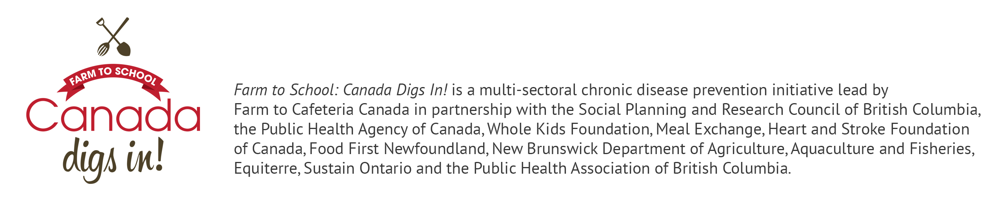 FARM TO SCHOOL
Canada
digs in!
Farm to School: Canada Digs In! is a multi-sectoral chronic disease prevention initiative lead by
Farm to Cafeteria Canada in partnership with the Social Planning and Research Council of British Columbia,
the Public Health Agency of Canada, Whole Kids Foundation, Meal Exchange, Heart and Stroke Foundation
of Canada, Food First Newfoundland, New Brunswick Department of Agriculture, Aquaculture and Fisheries,
Equiterre, Sustain Ontario and the Public Health Association of British Columbia.